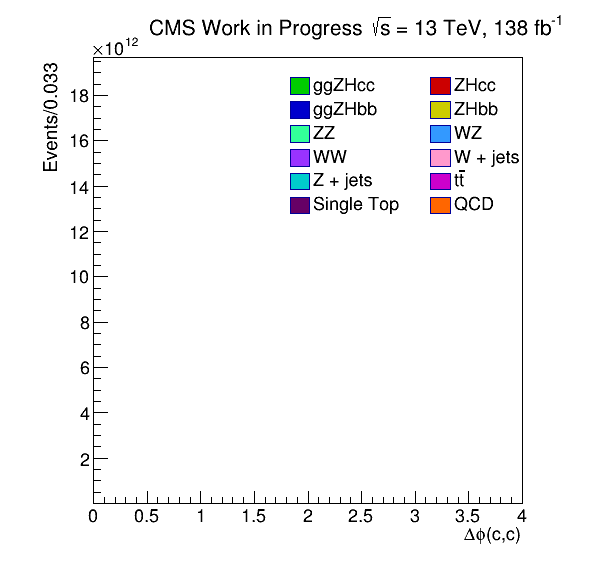 CMS Work in Progress √s = 13 TeV, 138 fb⁻¹
×10¹²
Events/0.033
18
16
14
12
10
8
6
4
2
ggZHcc ZHcc
ggZHbb ZHbb
ZZ WZ
WW W + jets
Z + jets tt̄
Single Top QCD
0 0.5 1 1.5 2 2.5 3 3.5 4
Δϕ(c,c)